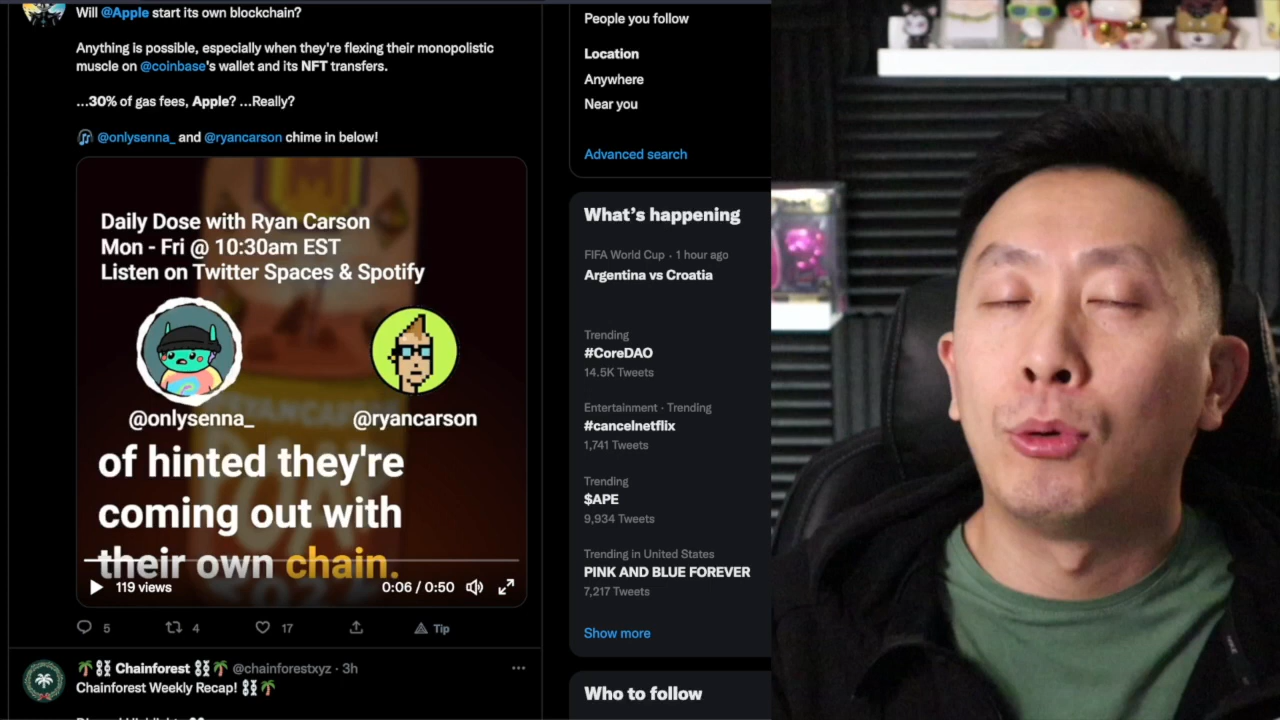 Will @Apple start its own blockchain?
Anything is possible, especially when they're flexing their monopolistic
muscle on @coinbase's wallet and its NFT transfers.
...30% of gas fees, Apple? ...Really?
@onlysenna_ and @ryancarson chime in below!
Daily Dose with Ryan Carson
Mon - Fri @ 10:30am EST
Listen on Twitter Spaces & Spotify
@onlysenna_
@ryancarson
of hinted they're
coming out with
their own chain.
119 views
0:06 / 0:50
5
4
17
Tip
Chainforest
@chainforestxyz · 3h
Chainforest Weekly Recap!
People you follow
Location
Anywhere
Near you
Advanced search
What's happening
FIFA World Cup · 1 hour ago
Argentina vs Croatia
Trending
#CoreDAO
14.5K Tweets
Entertainment · Trending
#cancelnetflix
1,741 Tweets
Trending
$APE
9,934 Tweets
Trending in United States
PINK AND BLUE FOREVER
7,217 Tweets
Show more
Who to follow